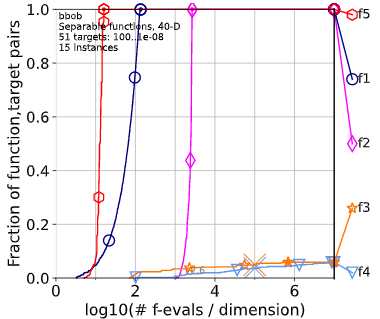 bbob
Separable functions, 40-D
51 targets: 100..1e-08
15 instances
Fraction of function,target pairs
1.0
0.8
0.6
0.4
0.2
0.0
0
2
4
6
log10(# f-evals / dimension)
f5
f1
f2
f3
f4